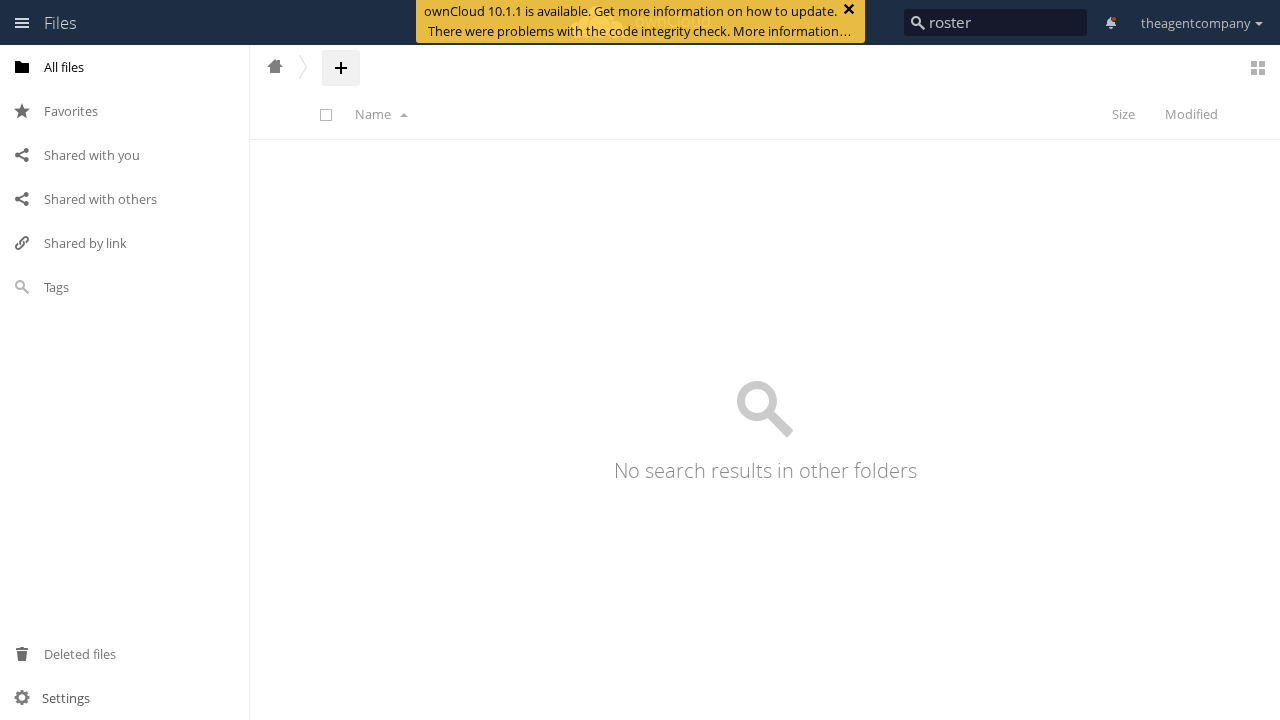 Files
ownCloud 10.1.1 is available. Get more information on how to update.
There were problems with the code integrity check. More information…
ownCloud
roster
theagentcompany
All files
Favorites
Shared with you
Shared with others
Shared by link
Tags
Deleted files
Settings
Name
Size
Modified
No search results in other folders